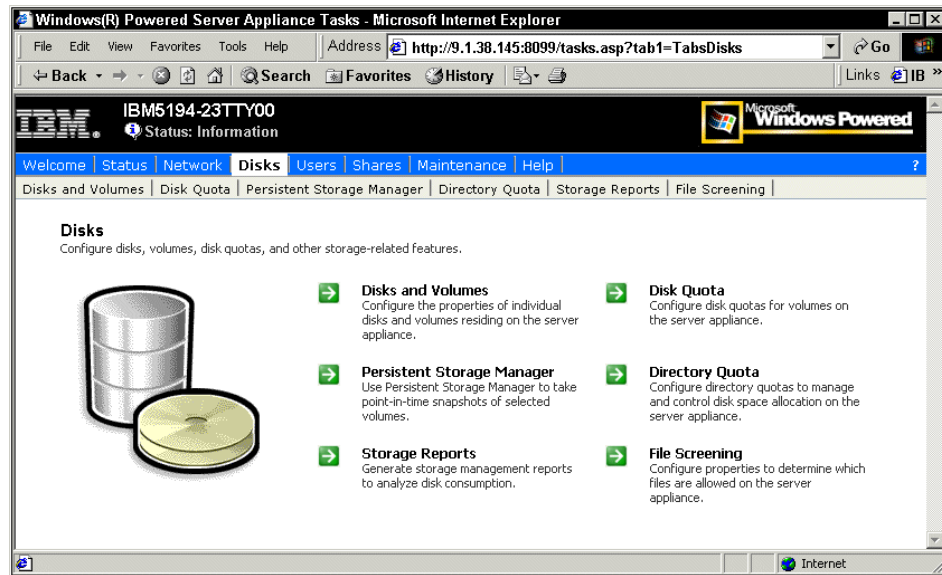 Windows(R) Powered Server Appliance Tasks - Microsoft Internet Explorer
File Edit View Favorites Tools Help Address http://9.1.38.145:8099/tasks.asp?tab1=TabsDisks Go
Back Search Favorites History Links IB »
IBM. IBM5194-23TTY00 Microsoft
Status: Information Windows Powered
Welcome | Status | Network | Disks | Users | Shares | Maintenance | Help | ?
Disks and Volumes | Disk Quota | Persistent Storage Manager | Directory Quota | Storage Reports | File Screening |
Disks
Configure disks, volumes, disk quotas, and other storage-related features.
Disks and Volumes
Configure the properties of individual
disks and volumes residing on the server
appliance.
Disk Quota
Configure disk quotas for volumes on
the server appliance.
Persistent Storage Manager
Use Persistent Storage Manager to take
point-in-time snapshots of selected
volumes.
Directory Quota
Configure directory quotas to manage
and control disk space allocation on the
server appliance.
Storage Reports
Generate storage management reports
to analyze disk consumption.
File Screening
Configure properties to determine which
files are allowed on the server
appliance.
Internet